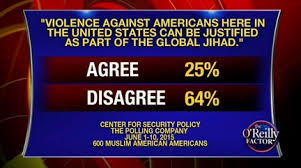 "VIOLENCE AGAINST AMERICANS HERE IN
THE UNITED STATES CAN BE JUSTIFIED
AS PART OF THE GLOBAL JIHAD."
AGREE 25%
DISAGREE 64%
CENTER FOR SECURITY POLICY
THE POLLING COMPANY
JUNE 1-10, 2015
600 MUSLIM AMERICAN AMERICANS
THE
O'REILLY
FACTOR